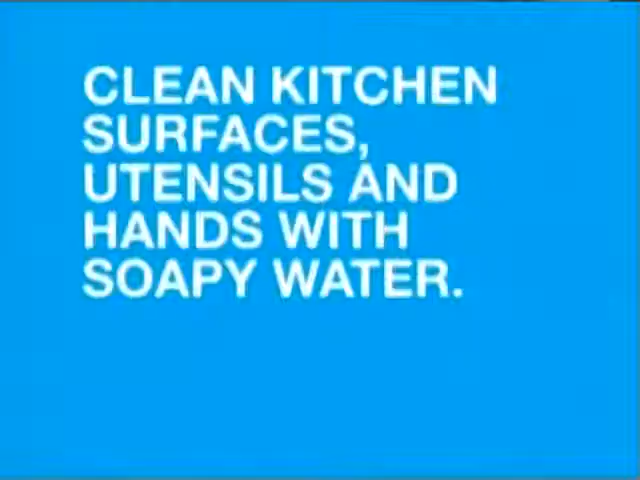 CLEAN KITCHEN
SURFACES,
UTENSILS AND
HANDS WITH
SOAPY WATER.